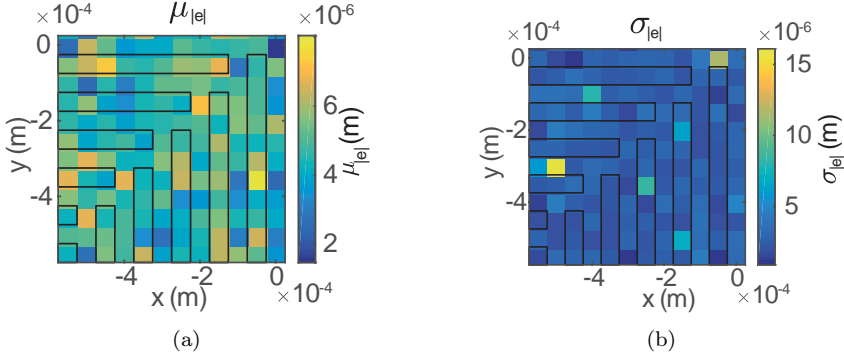 ×10⁻⁴ μ|e| ×10⁻⁶
0
-2
-4
y (m)
6
4
2
μ|e| (m)
-4 -2 0
x (m) ×10⁻⁴
(a)
×10⁻⁴ σ|e| ×10⁻⁶
0
-2
-4
y (m)
15
10
5
σ|e| (m)
-4 -2 0
x (m) ×10⁻⁴
(b)